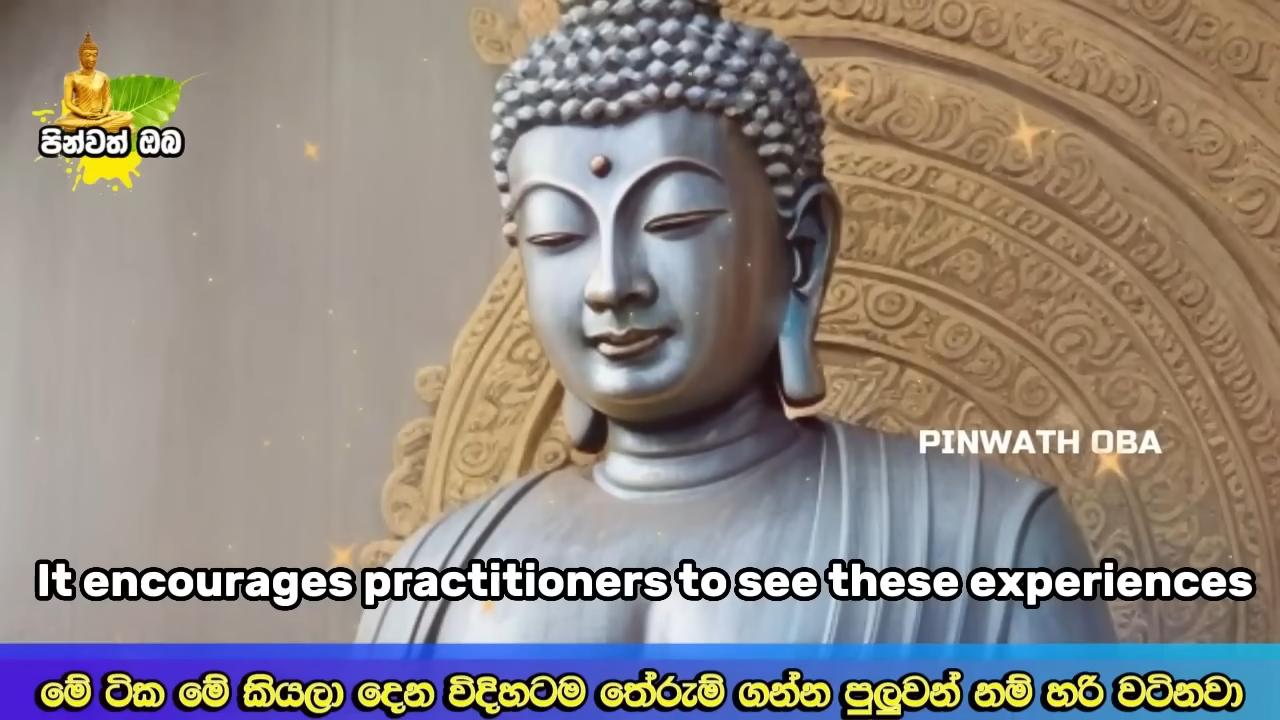 පින්වත් ඔබ
PINWATH OBA
It encourages practitioners to see these experiences
මේ ටික මේ කියලා දෙන විදිහටම තේරුම් ගන්න පුලුවන් නම් හරි වටිනවා